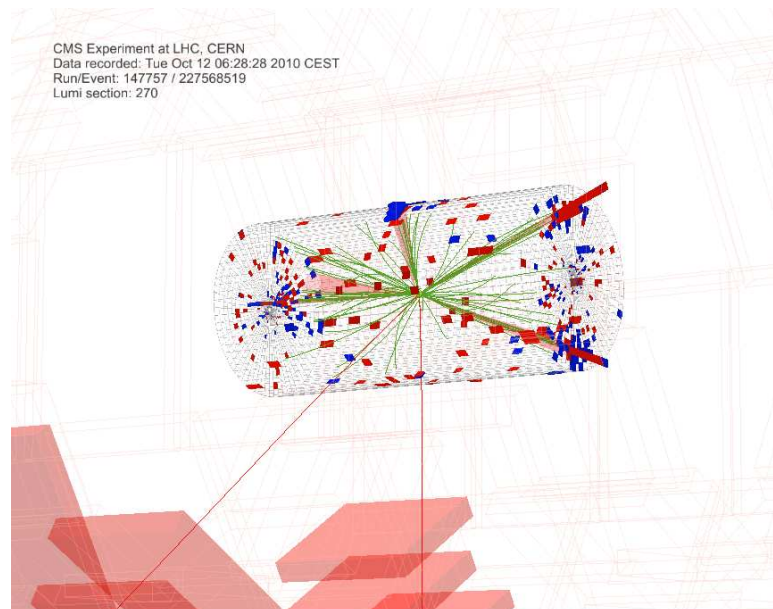 CMS Experiment at LHC, CERN
Data recorded: Tue Oct 12 06:28:28 2010 CEST
Run/Event: 147757 / 227568519
Lumi section: 270